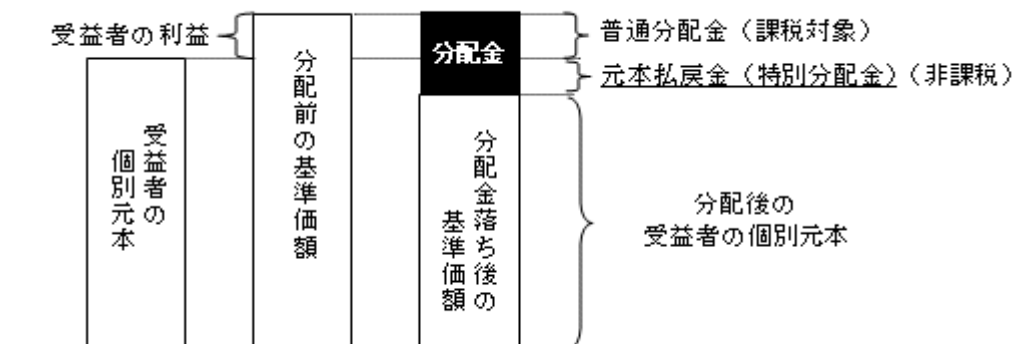 受益者の利益
受益者の
個別元本
分配前の基準価額
分配金
分配金落ち後の
基準価額
普通分配金（課税対象）
元本払戻金（特別分配金）（非課税）
分配後の
受益者の個別元本